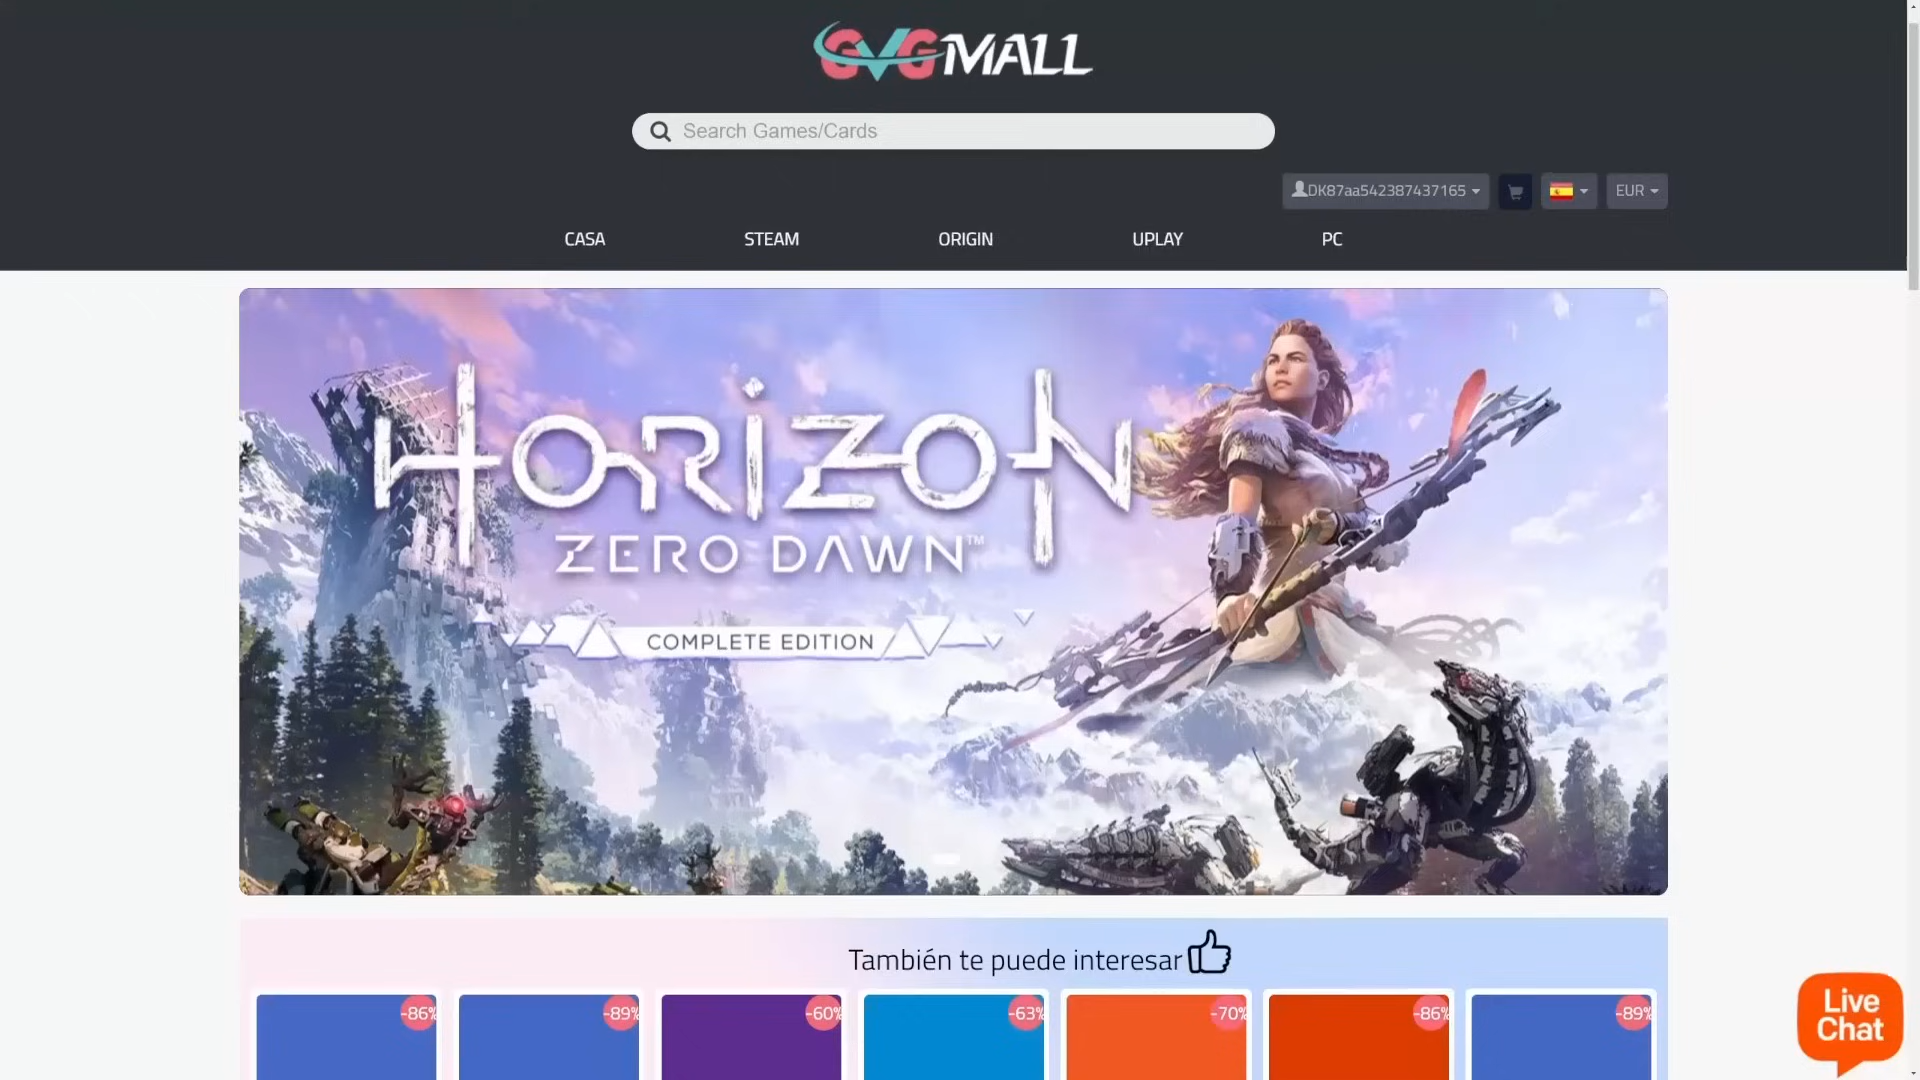 GVGMALL
Search Games/Cards
DK87aa542387437165
EUR
CASA STEAM ORIGIN UPLAY PC
HORIZON
ZERO DAWN™
COMPLETE EDITION
También te puede interesar
-86% -89% -60% -63% -70% -86% -89%
Live
Chat